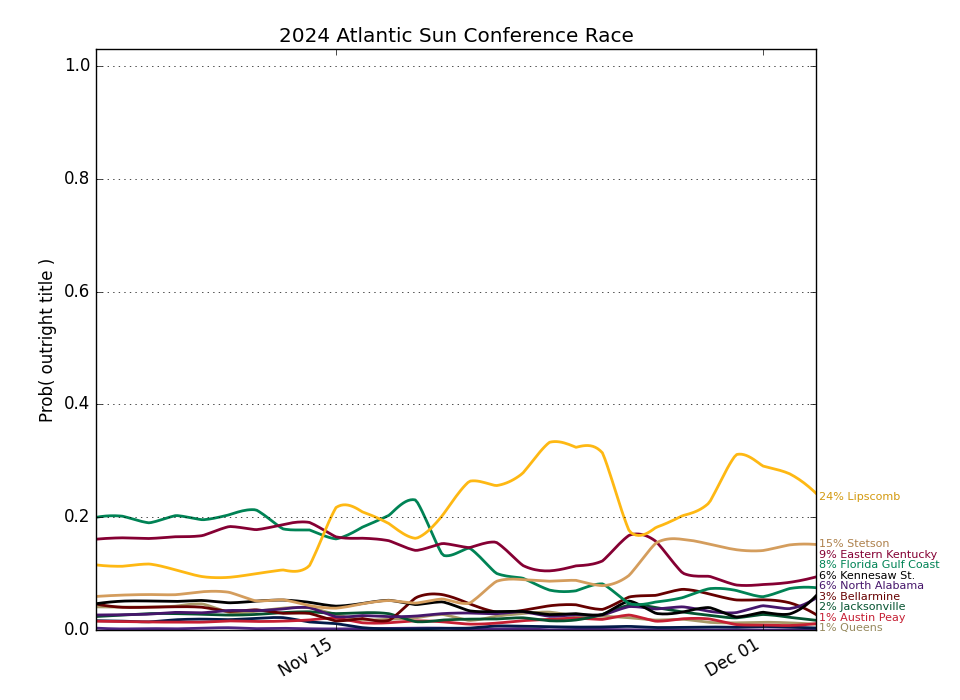 2024 Atlantic Sun Conference Race
Prob( outright title )
1.0
0.8
0.6
0.4
0.2
0.0
Nov 15
Dec 01
24% Lipscomb
15% Stetson
9% Eastern Kentucky
8% Florida Gulf Coast
6% Kennesaw St.
6% North Alabama
3% Bellarmine
2% Jacksonville
1% Austin Peay
1% Queens